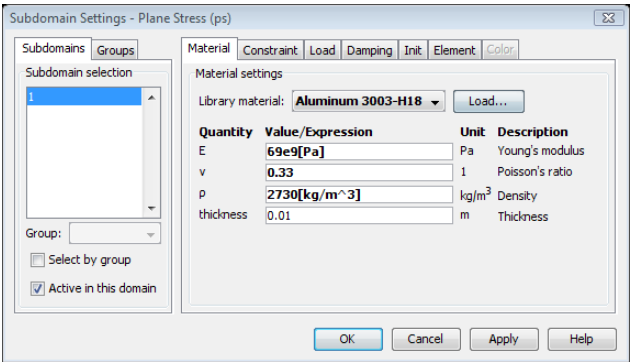 Subdomain Settings - Plane Stress (ps)
Subdomains Groups
Subdomain selection
1
Group:
Select by group
Active in this domain
Material Constraint Load Damping Init Element Color
Material settings
Library material: Aluminum 3003-H18 Load...
Quantity Value/Expression Unit Description
E 69e9[Pa] Pa Young's modulus
ν 0.33 1 Poisson's ratio
ρ 2730[kg/m^3] kg/m³ Density
thickness 0.01 m Thickness
OK Cancel Apply Help